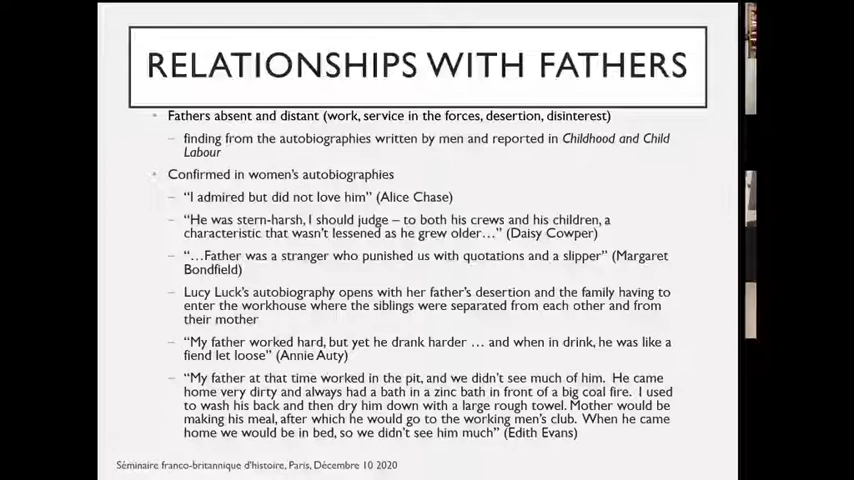 RELATIONSHIPS WITH FATHERS
• Fathers absent and distant (work, service in the forces, desertion, disinterest)
– finding from the autobiographies written by men and reported in Childhood and Child
Labour
• Confirmed in women's autobiographies
– "I admired but did not love him" (Alice Chase)
– "He was stern-harsh, I should judge – to both his crews and his children, a
characteristic that wasn't lessened as he grew older…" (Daisy Cowper)
– "…Father was a stranger who punished us with quotations and a slipper" (Margaret
Bondfield)
– Lucy Luck's autobiography opens with her father's desertion and the family having to
enter the workhouse where the siblings were separated from each other and from
their mother
– "My father worked hard, but yet he drank harder … and when in drink, he was like a
fiend let loose" (Annie Auty)
– "My father at that time worked in the pit, and we didn't see much of him. He came
home very dirty and always had a bath in a zinc bath in front of a big coal fire. I used
to wash his back and then dry him down with a large rough towel. Mother would be
making his meal, after which he would go to the working men's club. When he came
home we would be in bed, so we didn't see him much" (Edith Evans)
Séminaire franco-britannique d'histoire, Paris, Décembre 10 2020